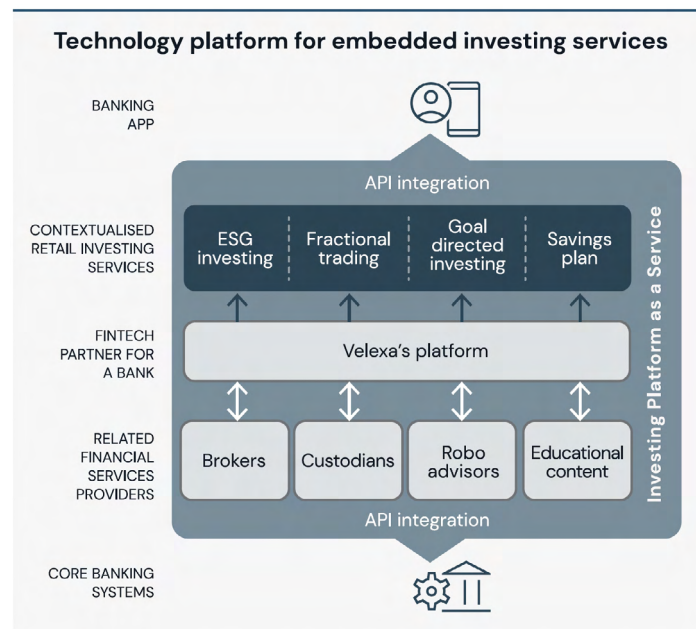 Technology platform for embedded investing services
BANKING
APP
API integration
CONTEXTUALISED
RETAIL INVESTING
SERVICES
ESG
investing
Fractional
trading
Goal
directed
investing
Savings
plan
FINTECH
PARTNER FOR
A BANK
Velexa's platform
RELATED
FINANCIAL
SERVICES
PROVIDERS
Brokers
Custodians
Robo
advisors
Educational
content
Investing Platform as a Service
API integration
CORE BANKING
SYSTEMS